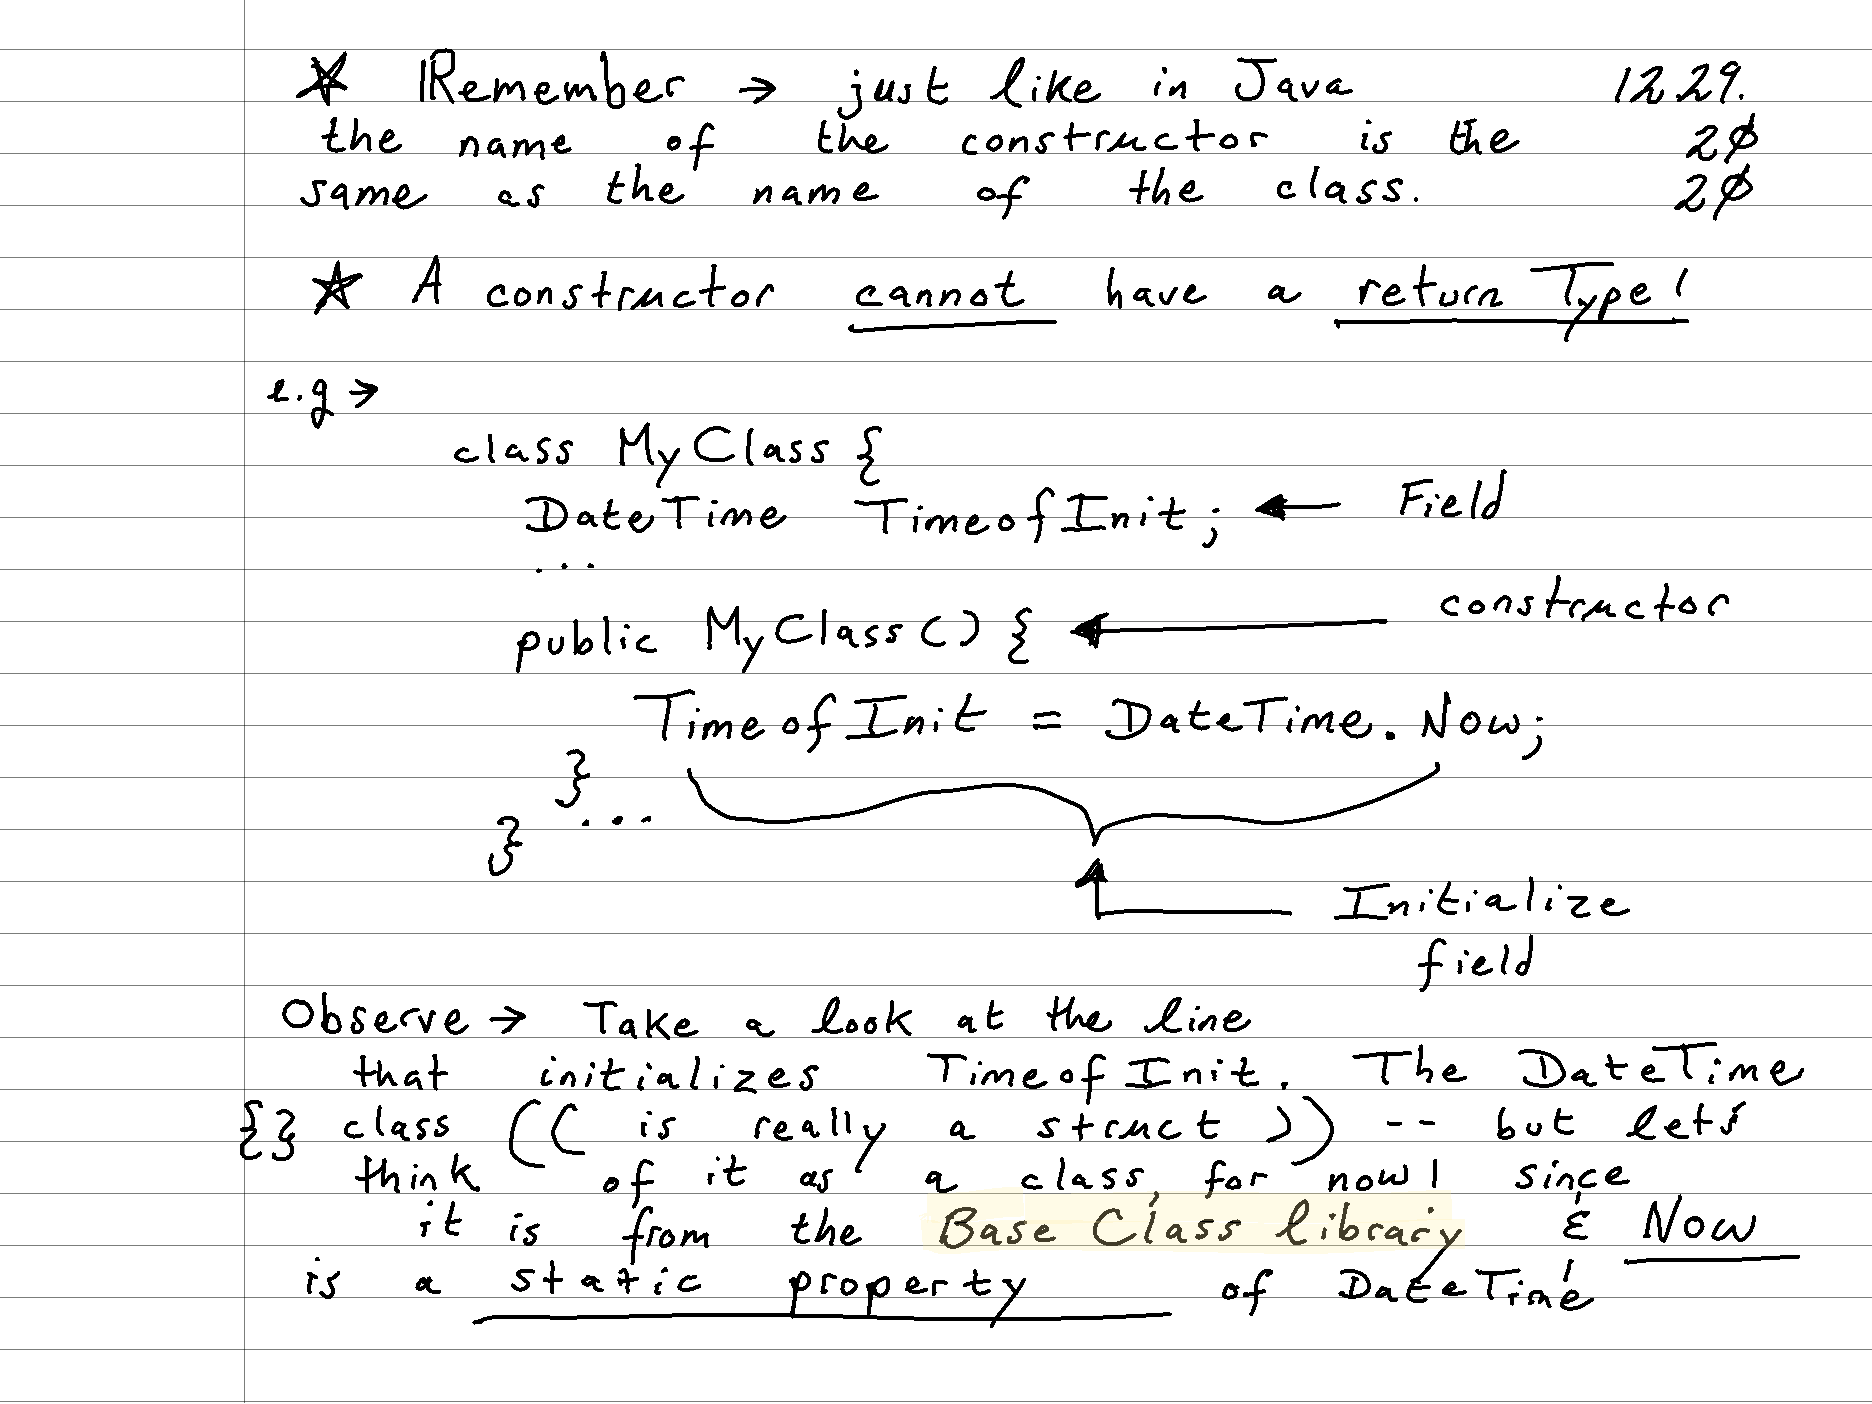 ☆ Remember → just like in Java 12.29.
the name of the constructor is the 20
same as the name of the class. 20
☆ A constructor cannot have a return Type!
e.g →
class MyClass {
DateTime TimeofInit; ← Field
...
public MyClass() { ← constructor
TimeofInit = DateTime.Now;
}
...
}
Initialize
field
Observe → Take a look at the line
that initializes TimeofInit. The DateTime
{} class (( is really a struct )) -- but lets
think of it as a class, for now! since
it is from the Base Class library & Now
is a static property of DateTime